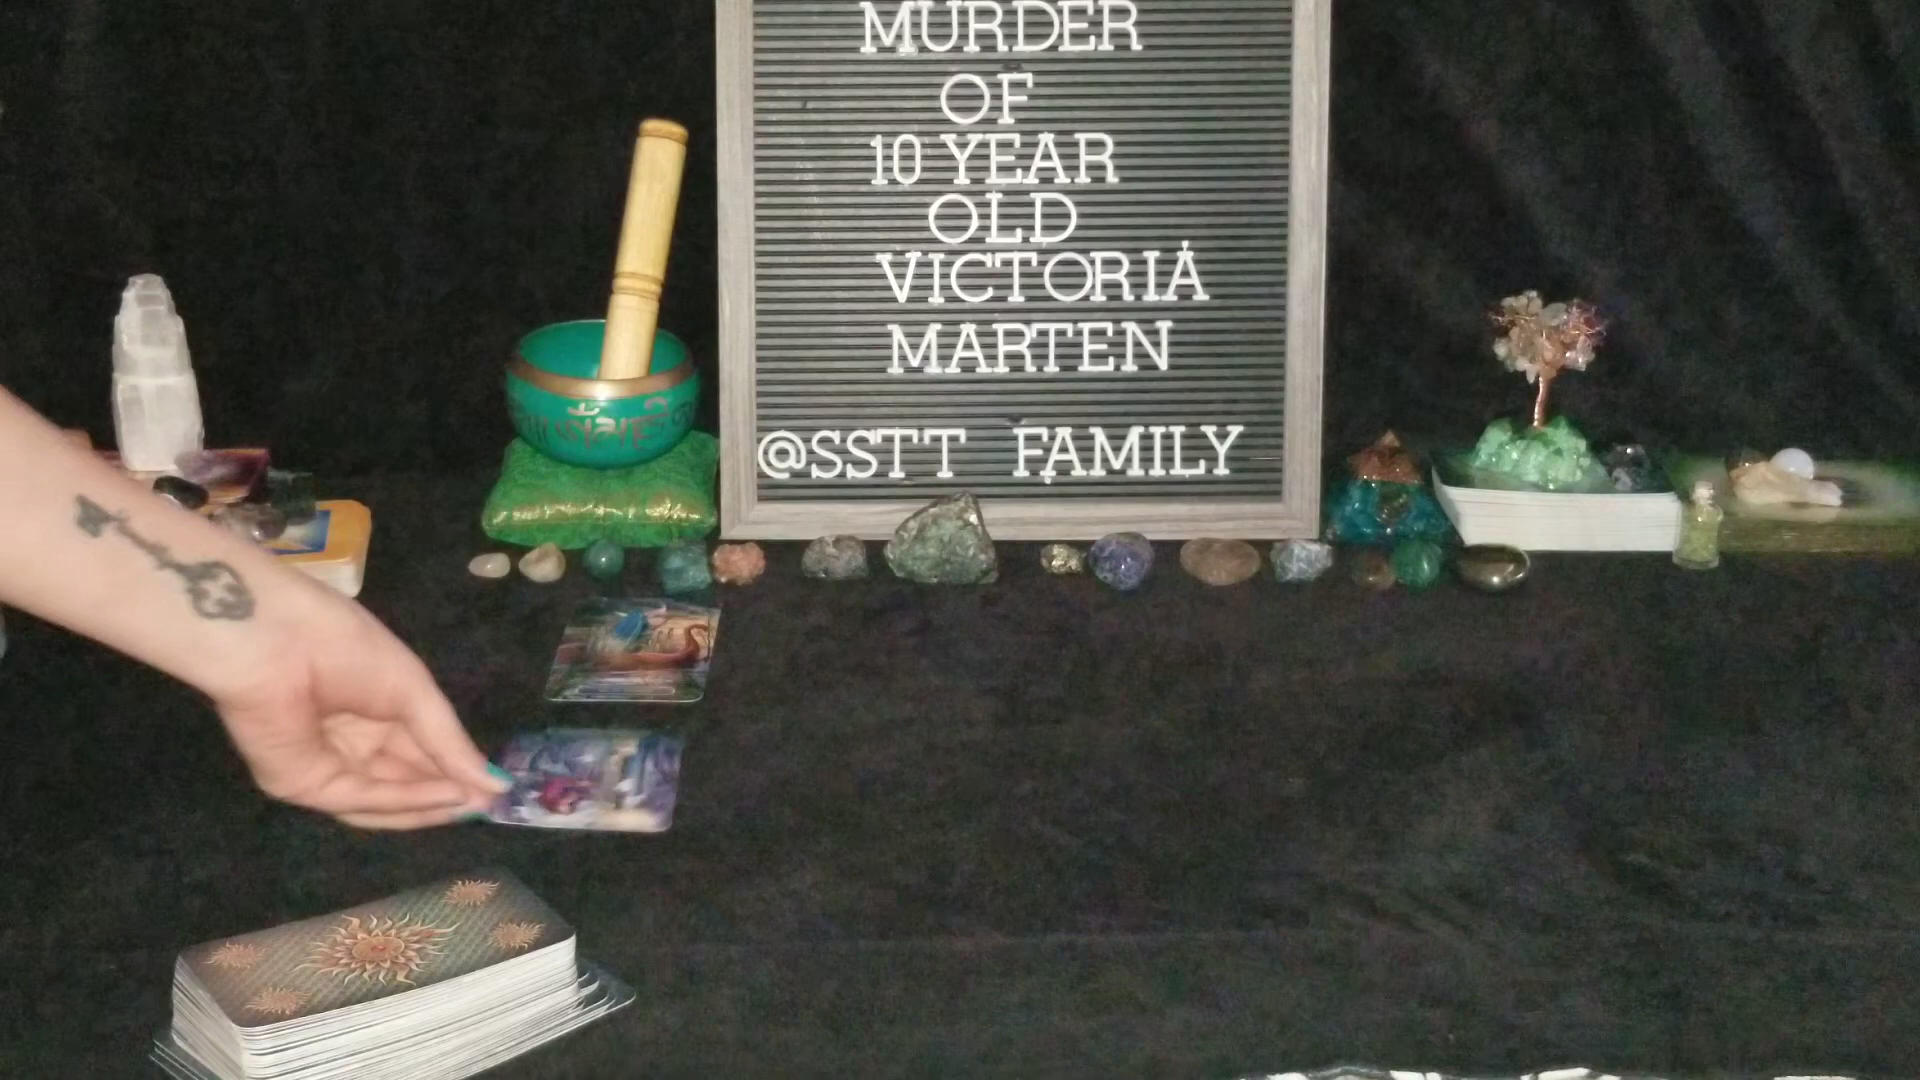 MURDER
OF
10 YEAR
OLD
VICTORIA
MARTEN
@SSTT FAMILY